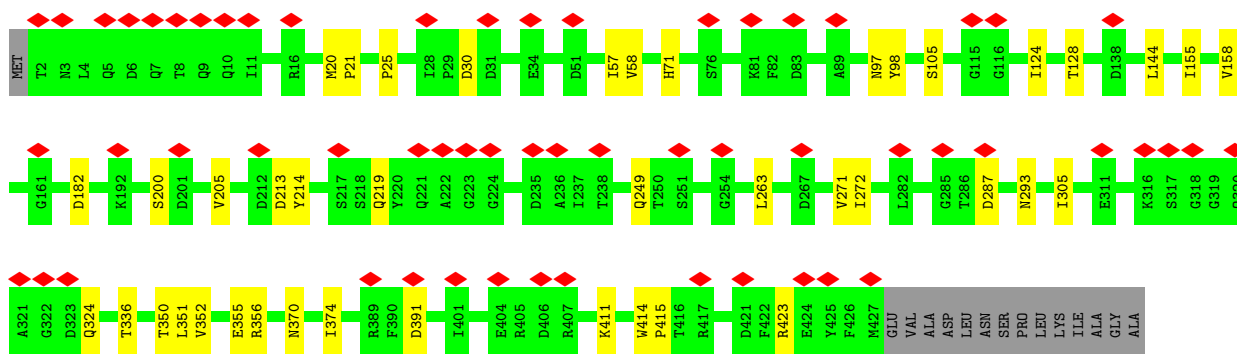 MET T2 N3 L4 Q5 D6 Q7 T8 Q9 Q10 I11 R16 M20 P21 P25 I28 P29 D30 D31 E34 D51 I57 V58 H71 S76 K81 F82 D83 A89 N97 Y98 S105 G115 G116 I124 T128 D138 L144 I155 V158
G161 D182 K192 S200 D201 V205 D212 D213 Y214 S217 S218 Q219 Y220 Q221 A222 G223 G224 D235 A236 I237 T238 Q249 T250 S251 G254 L263 D267 V271 I272 L282 G285 T286 D287 N293 I305 E311 K316 S317 G318 G319
A321 G322 D323 Q324 T336 T350 L351 V352 E355 R356 N370 I374 R389 F390 D391 I401 E404 R405 D406 R407 K411 W414 P415 T416 R417 D421 F422 R423 E424 Y425 F426 M427 GLU VAL ALA ASP LEU ASN SER PRO LEU LYS ILE ALA GLY ALA